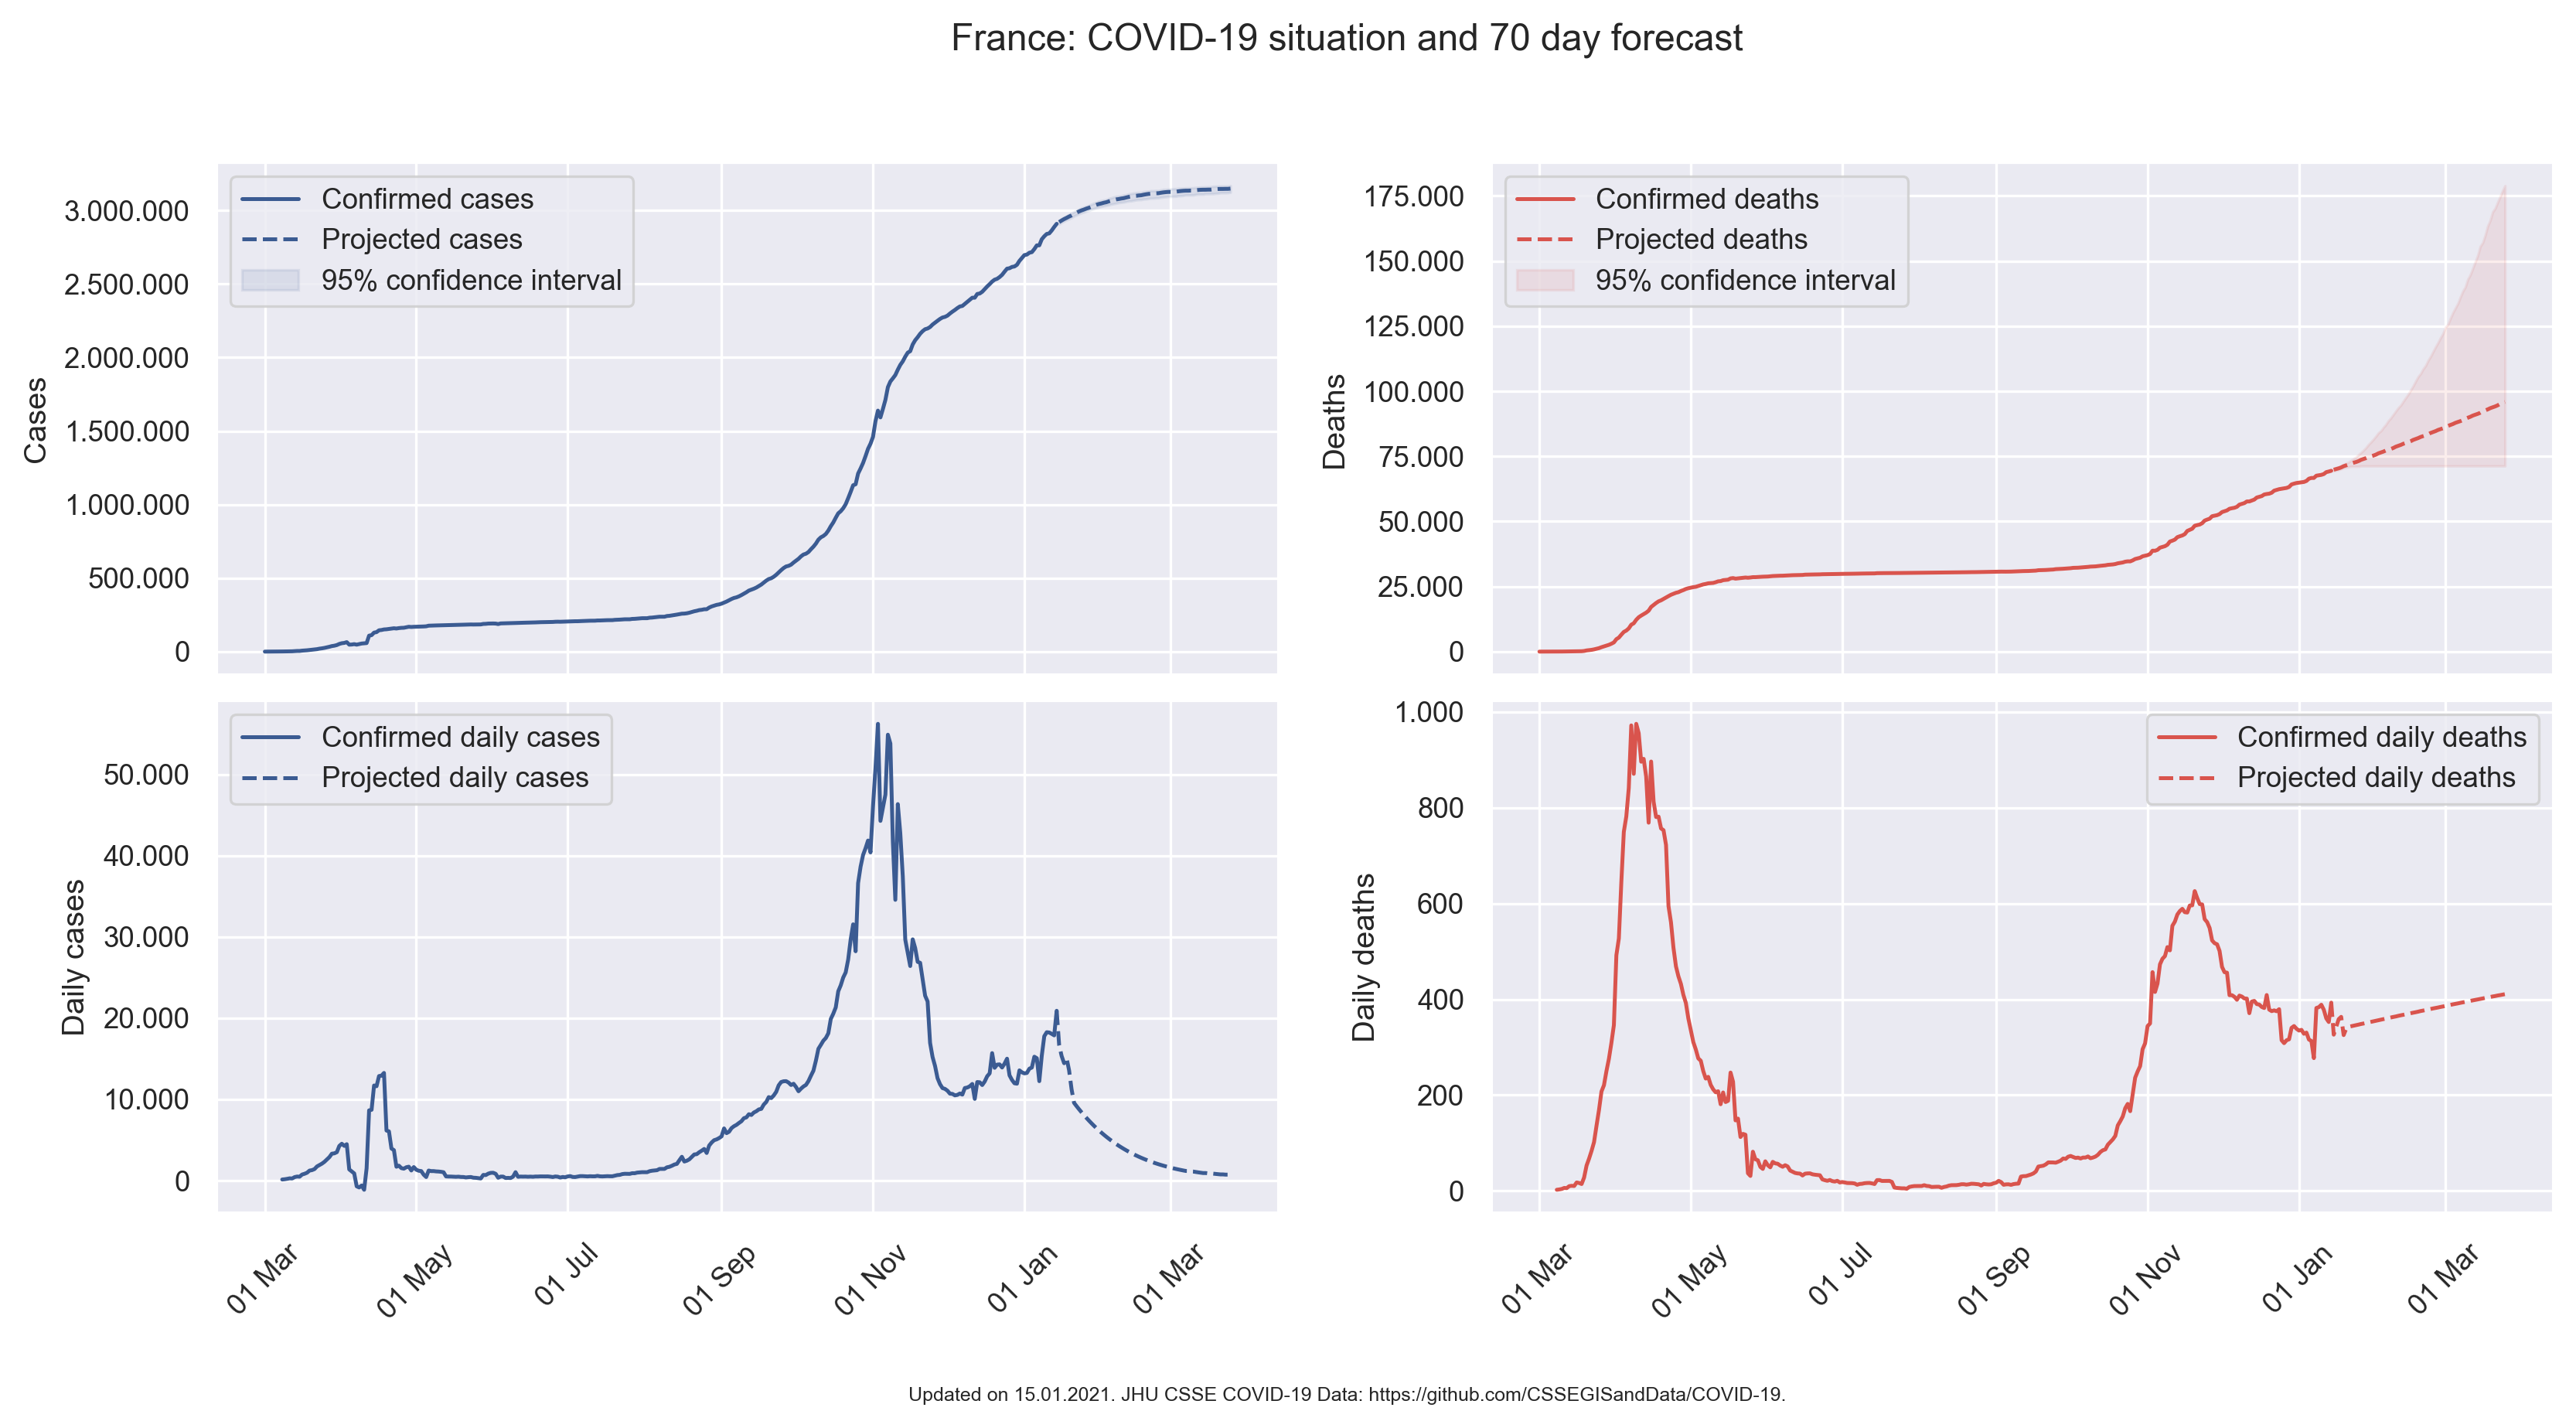 France: COVID-19 situation and 70 day forecast
Cases
3.000.000
2.500.000
2.000.000
1.500.000
1.000.000
500.000
0
Confirmed cases
Projected cases
95% confidence interval
Deaths
175.000
150.000
125.000
100.000
75.000
50.000
25.000
0
Confirmed deaths
Projected deaths
95% confidence interval
Daily cases
50.000
40.000
30.000
20.000
10.000
0
Confirmed daily cases
Projected daily cases
01 Mar
01 May
01 Jul
01 Sep
01 Nov
01 Jan
01 Mar
Daily deaths
1.000
800
600
400
200
0
Confirmed daily deaths
Projected daily deaths
01 Mar
01 May
01 Jul
01 Sep
01 Nov
01 Jan
01 Mar
Updated on 15.01.2021. JHU CSSE COVID-19 Data: https://github.com/CSSEGISandData/COVID-19.